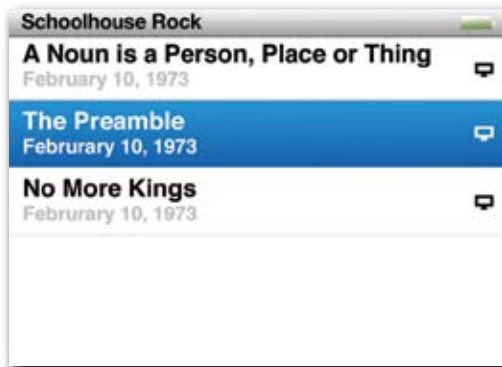 Schoolhouse Rock
A Noun is a Person, Place or Thing
February 10, 1973
The Preamble
Februrary 10, 1973
No More Kings
Februrary 10, 1973